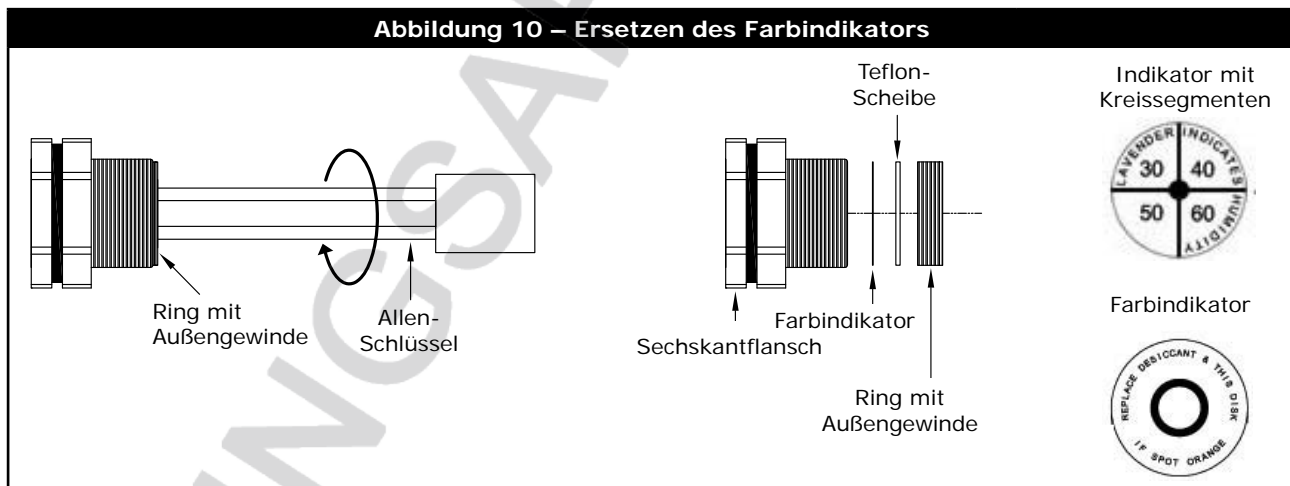 Abbildung 10 – Ersetzen des Farbindikators
Ring mit
Außengewinde
Allen-
Schlüssel
Teflon-
Scheibe
Farbindikator
Sechskantflansch
Ring mit
Außengewinde
Indikator mit
Kreissegmenten
LAVENDER INDICATES HUMIDITY
30 40
50 60
Farbindikator
REPLACE DESICCANT & THIS DISK
IF SPOT ORANGE